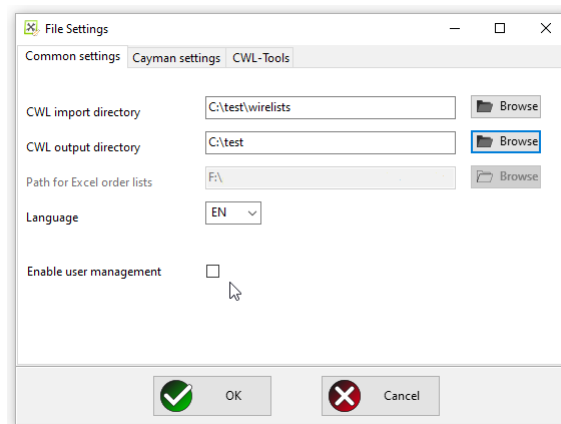 File Settings
Common settings Cayman settings CWL-Tools
CWL import directory C:\test\wirelists Browse
CWL output directory C:\test Browse
Path for Excel order lists F:\ Browse
Language EN
Enable user management
OK Cancel